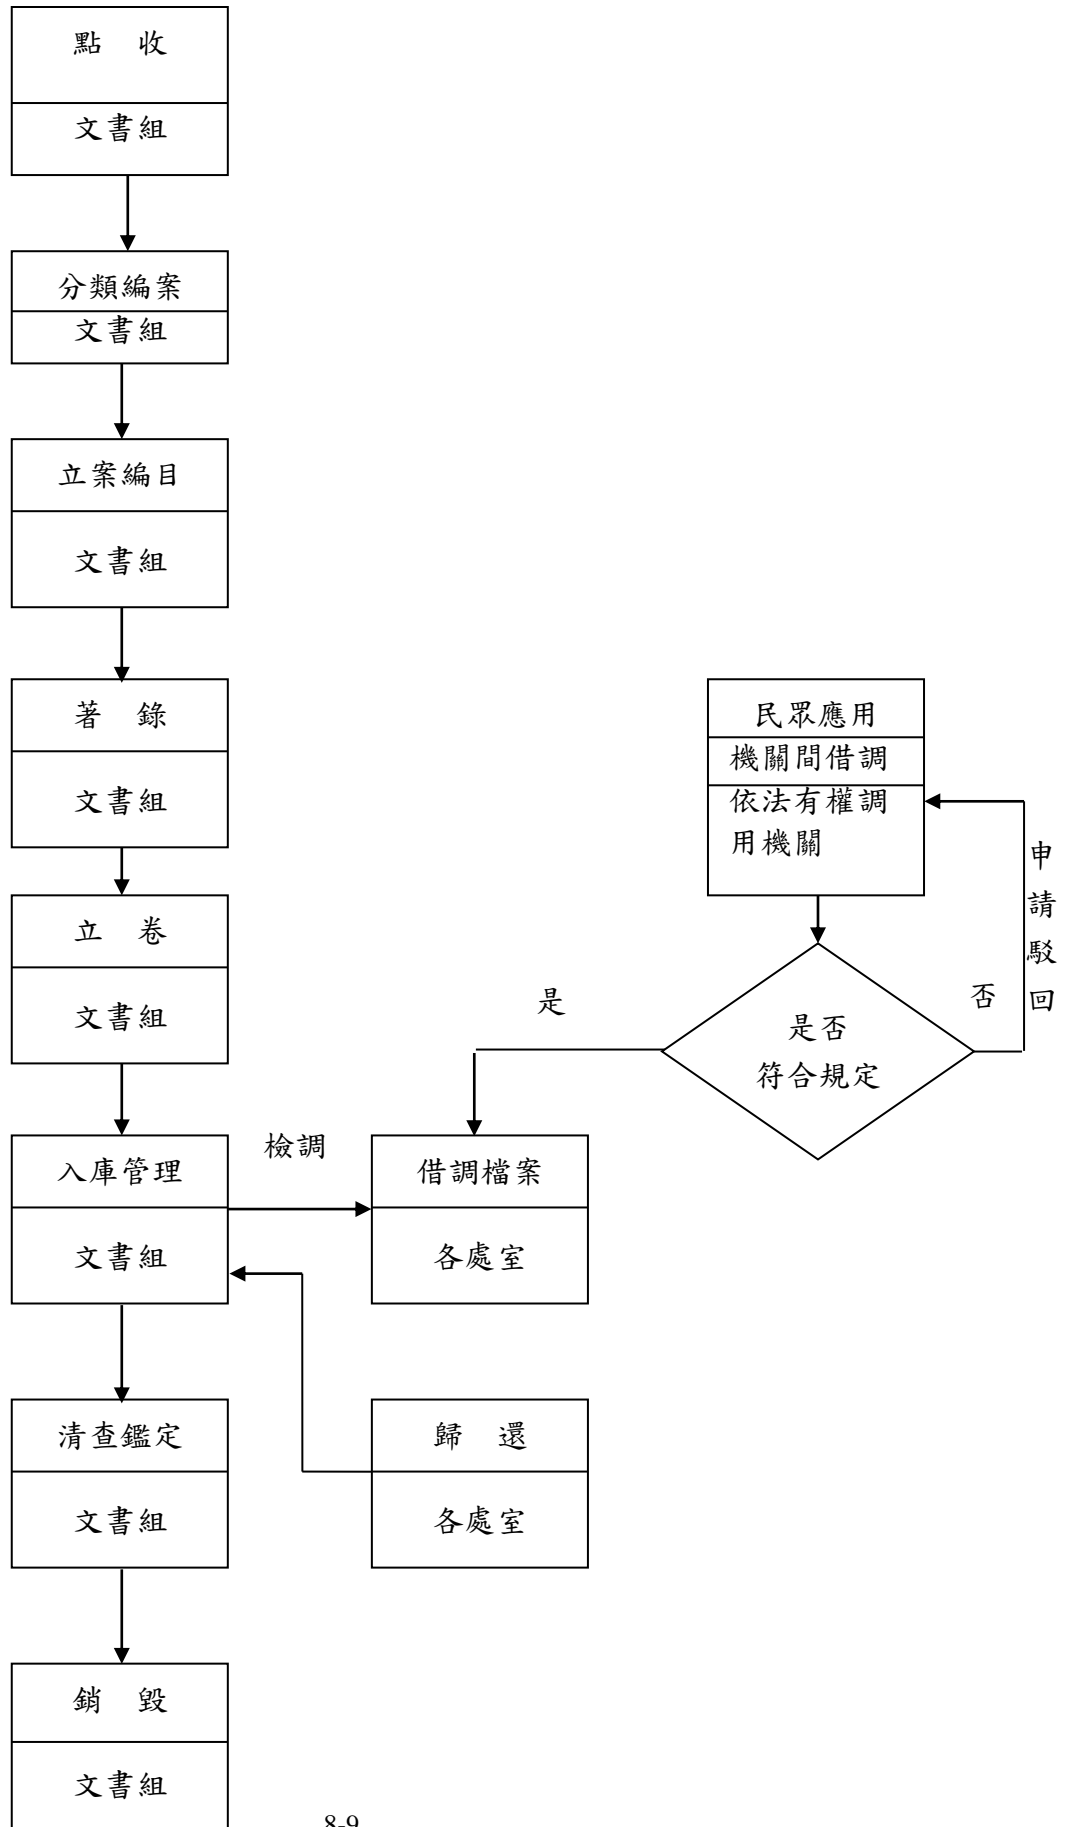 點　收
文書組
分類編案
文書組
立案編目
文書組
著　錄
文書組
立　卷
文書組
入庫管理
文書組
清查鑑定
文書組
銷　毀
文書組
檢調
借調檔案
各處室
歸　還
各處室
民眾應用
機關間借調
依法有權調
用機關
是否
符合規定
是
否
申請駁回
8-9